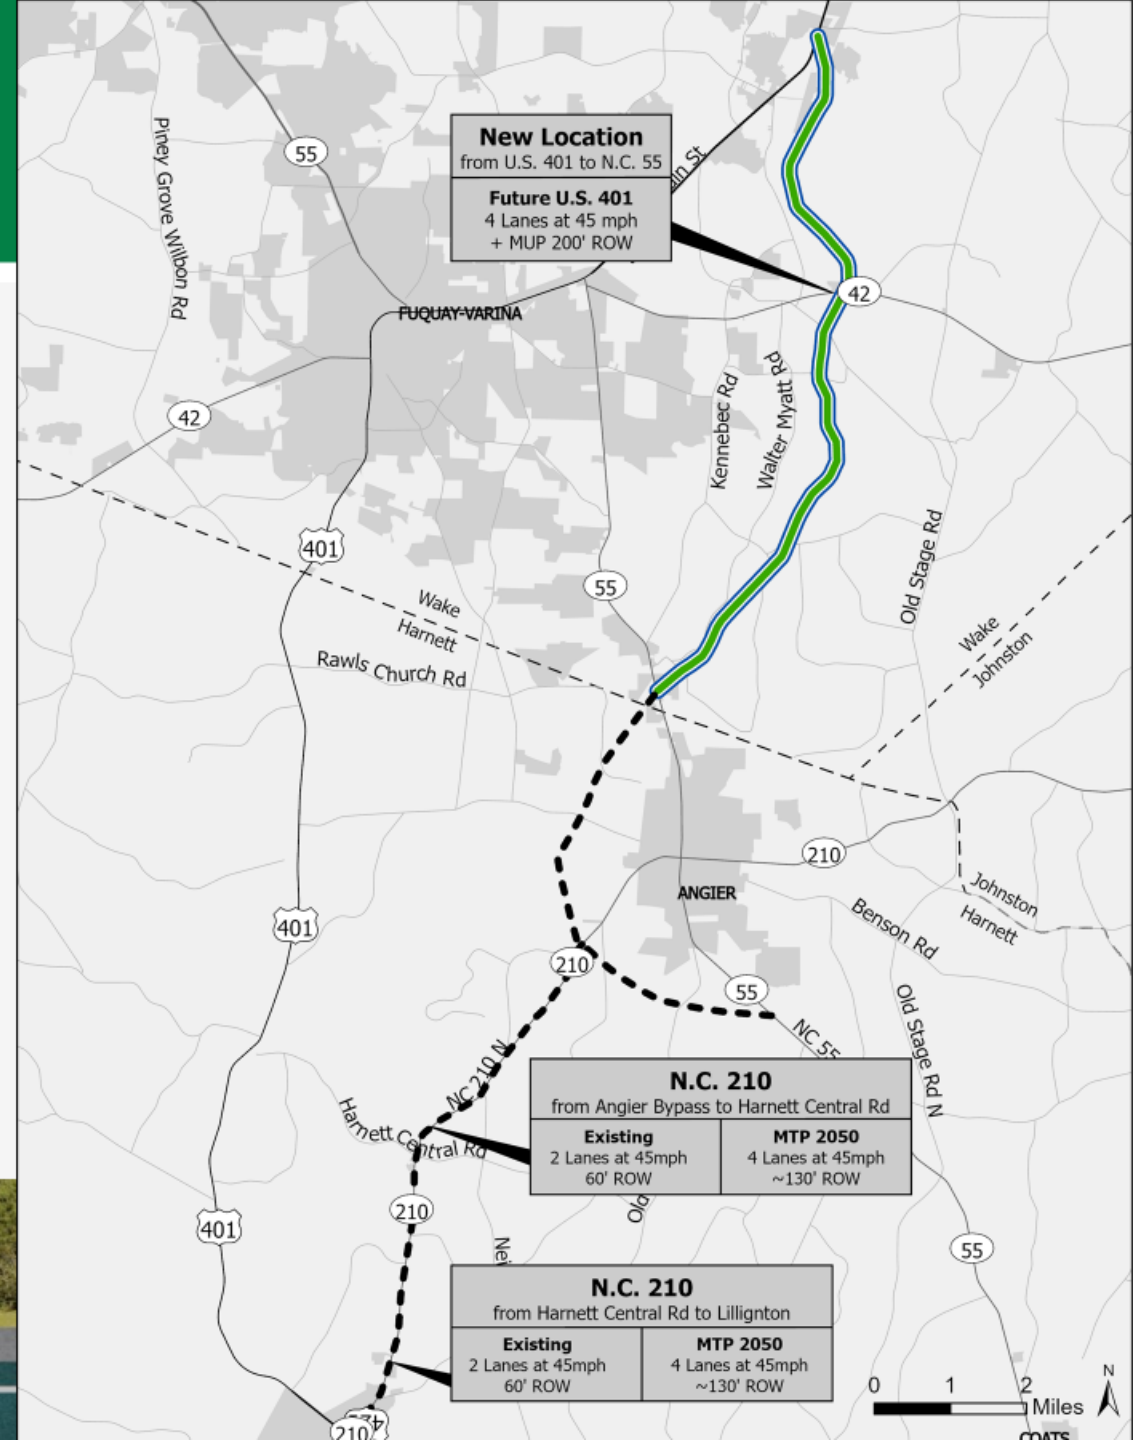 55
Piney Grove Wilbon Rd
New Location
from U.S. 401 to N.C. 55
Future U.S. 401
4 Lanes at 45 mph
+ MUP 200' ROW
St
42
FUQUAY-VARINA
42
Kennebec Rd
Walter Myatt Rd
401
Old Stage Rd
55
Wake
Harnett
Wake
Johnston
Rawls Church Rd
210
ANGIER
Johnston
Harnett
Benson Rd
401
210
55
NC 55
Old Stage Rd N
NC 210 N
Harnett Central Rd
N.C. 210
from Angier Bypass to Harnett Central Rd
Existing
2 Lanes at 45mph
60' ROW
MTP 2050
4 Lanes at 45mph
~130' ROW
Old
210
401
55
Nei
N.C. 210
from Harnett Central Rd to Lillignton
Existing
2 Lanes at 45mph
60' ROW
MTP 2050
4 Lanes at 45mph
~130' ROW
0 1 2
Miles
N
210
COATS